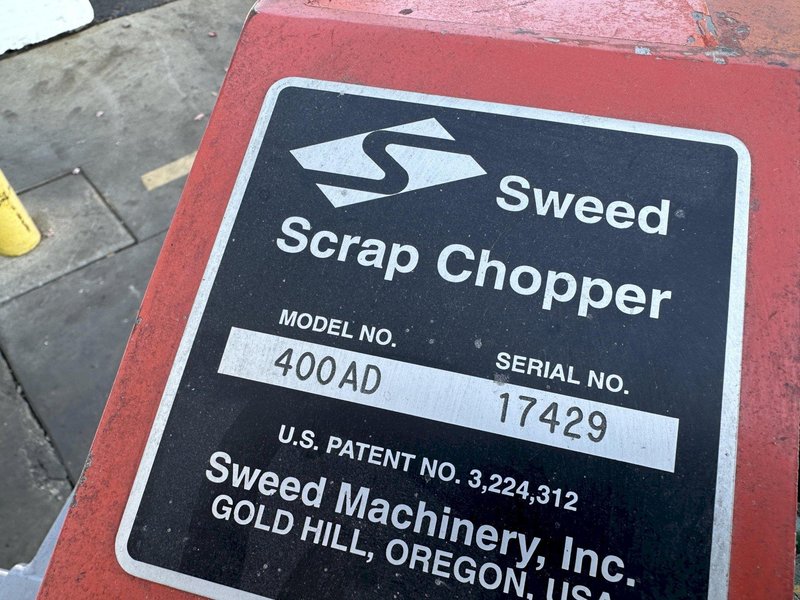 Sweed
Scrap Chopper
MODEL NO.
SERIAL NO.
400AD
17429
U.S. PATENT NO. 3,224,312
Sweed Machinery, Inc.
GOLD HILL, OREGON, USA